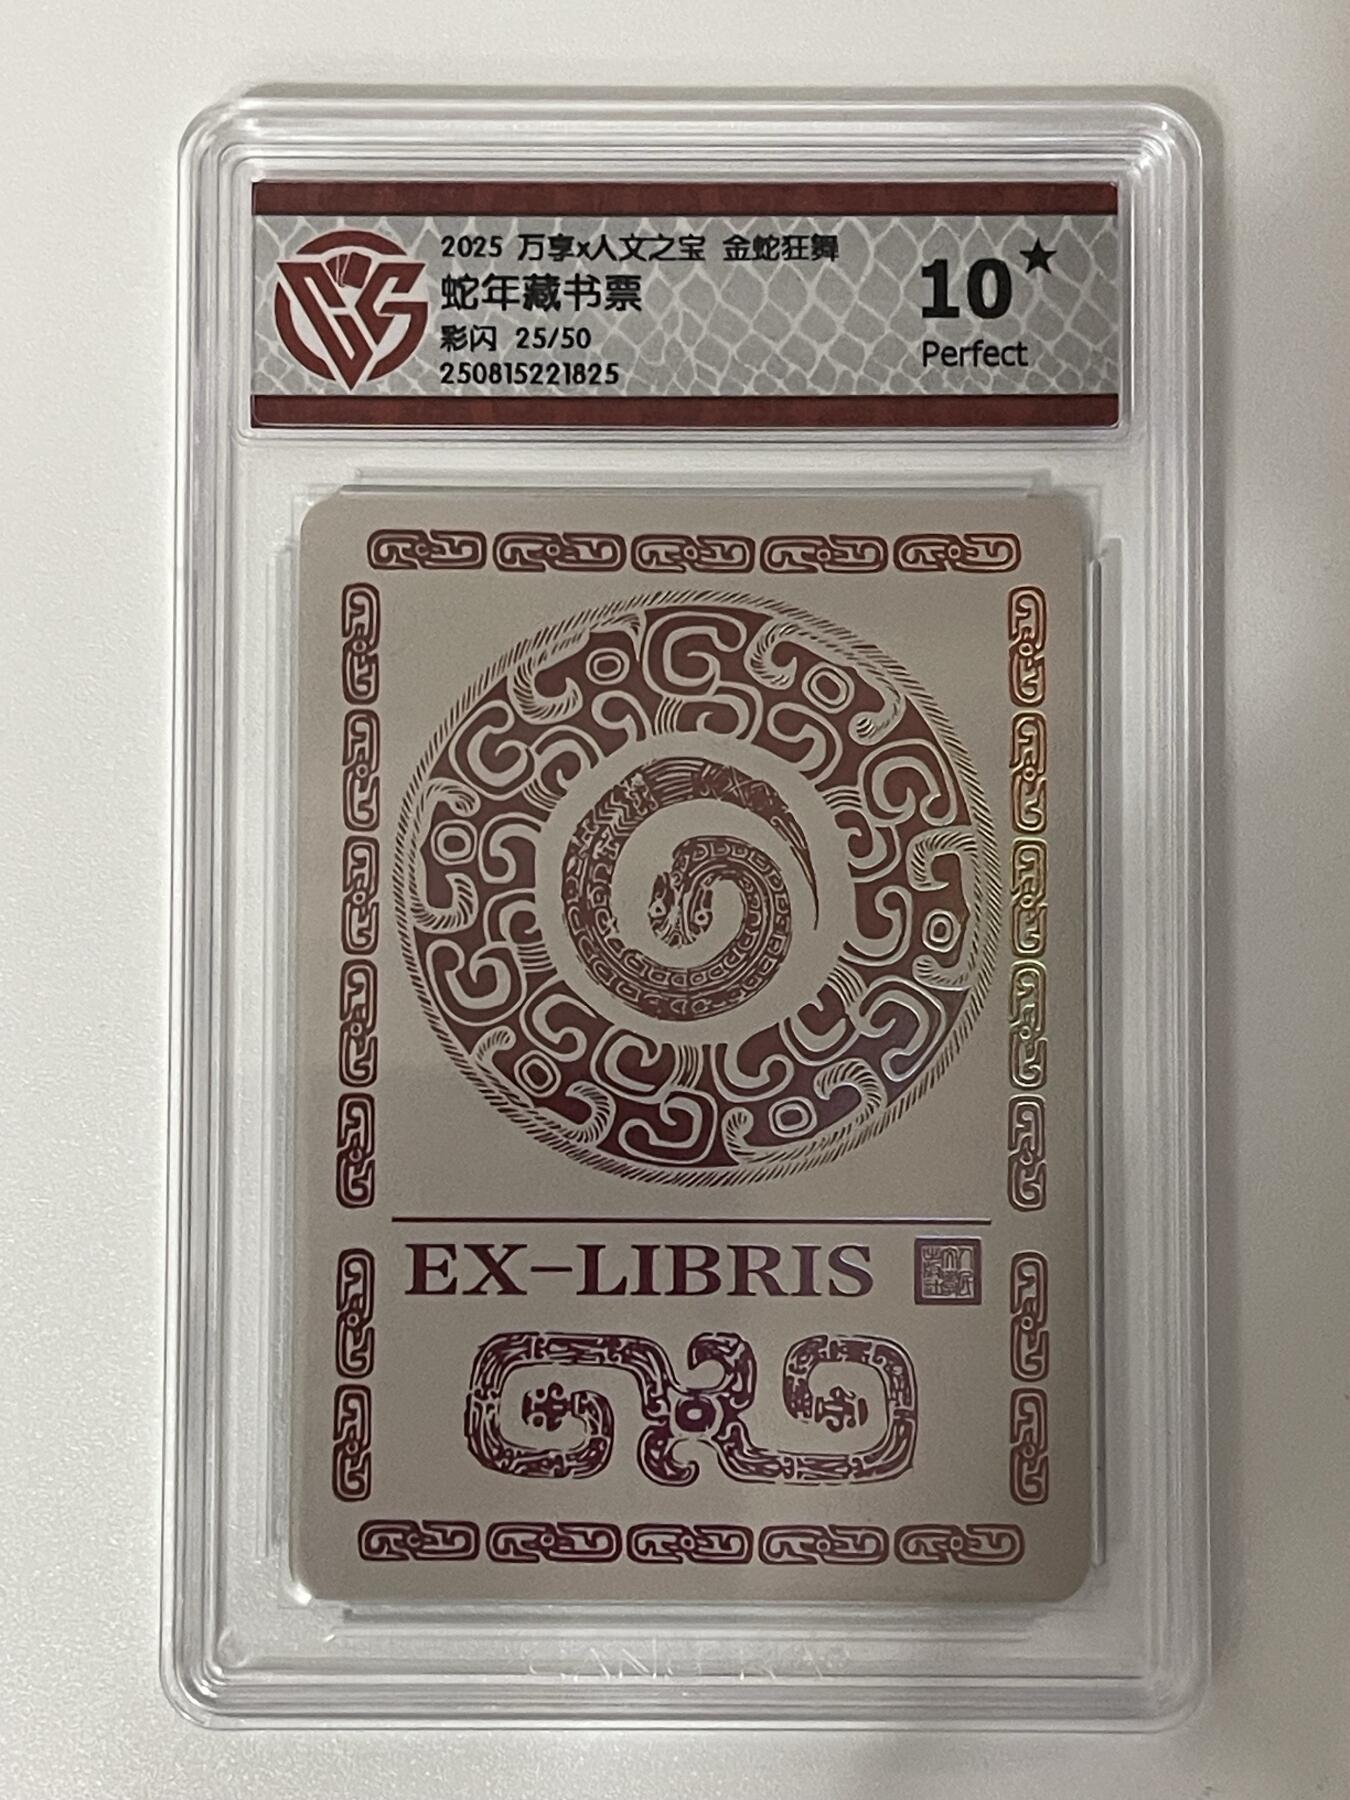 2025 万享x人文之宝 金蛇狂舞
蛇年藏书票
彩闪 25/50
250815221825
10★
Perfect
EX-LIBRIS